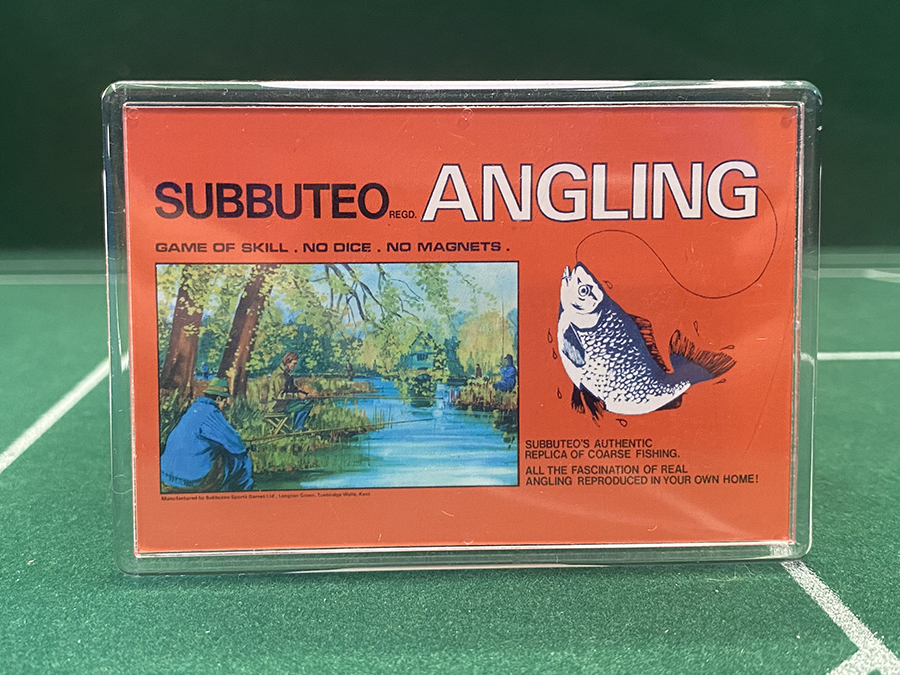 SUBBUTEO REGD. ANGLING
GAME OF SKILL . NO DICE . NO MAGNETS .
SUBBUTEO'S AUTHENTIC
REPLICA OF COARSE FISHING.
ALL THE FASCINATION OF REAL
ANGLING REPRODUCED IN YOUR OWN HOME!
Manufactured by Subbuteo Sports Games Ltd., Langton Green, Tunbridge Wells, Kent